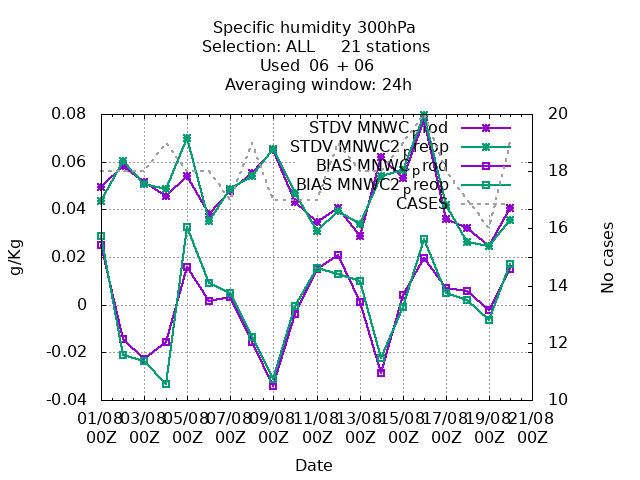 Specific humidity 300hPa
Selection: ALL 21 stations
Used 06 + 06
Averaging window: 24h
0.08
0.06
0.04
0.02
0
-0.02
-0.04
g/Kg
20
18
16
14
12
10
No cases
STDV MNWC_prod
STDV MNWC2_preop
BIAS MNWC_prod
BIAS MNWC2_preop
CASES
01/08 03/08 05/08 07/08 09/08 11/08 13/08 15/08 17/08 19/08 21/08
00Z 00Z 00Z 00Z 00Z 00Z 00Z 00Z 00Z 00Z 00Z
Date